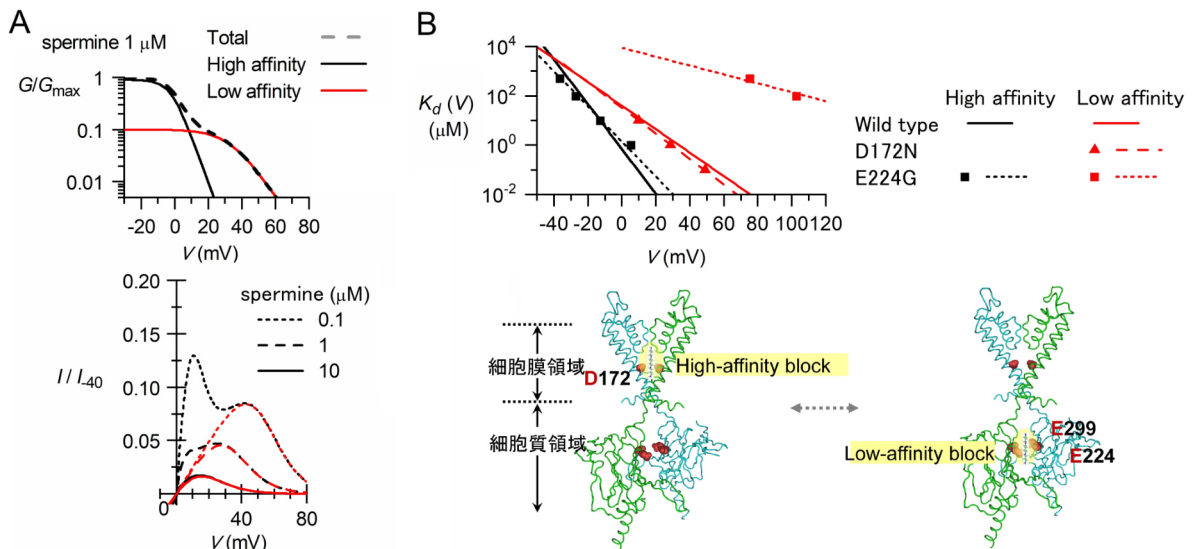 A
spermine 1 μM
Total
High affinity
Low affinity
G/Gmax
1
0.1
0.01
-20 0 20 40 60 80
V (mV)
0.20
0.15
0.10
0.05
I / I-40
spermine (μM)
0.1
1
10
0 40 80
V (mV)
B
Kd (V)
(μM)
10^4
10^2
10^0
10^-2
-40 -20 0 20 40 60 80 100 120
V (mV)
High affinity Low affinity
Wild type
D172N
E224G
細胞膜領域
細胞質領域
D172
High-affinity block
Low-affinity block
E299
E224